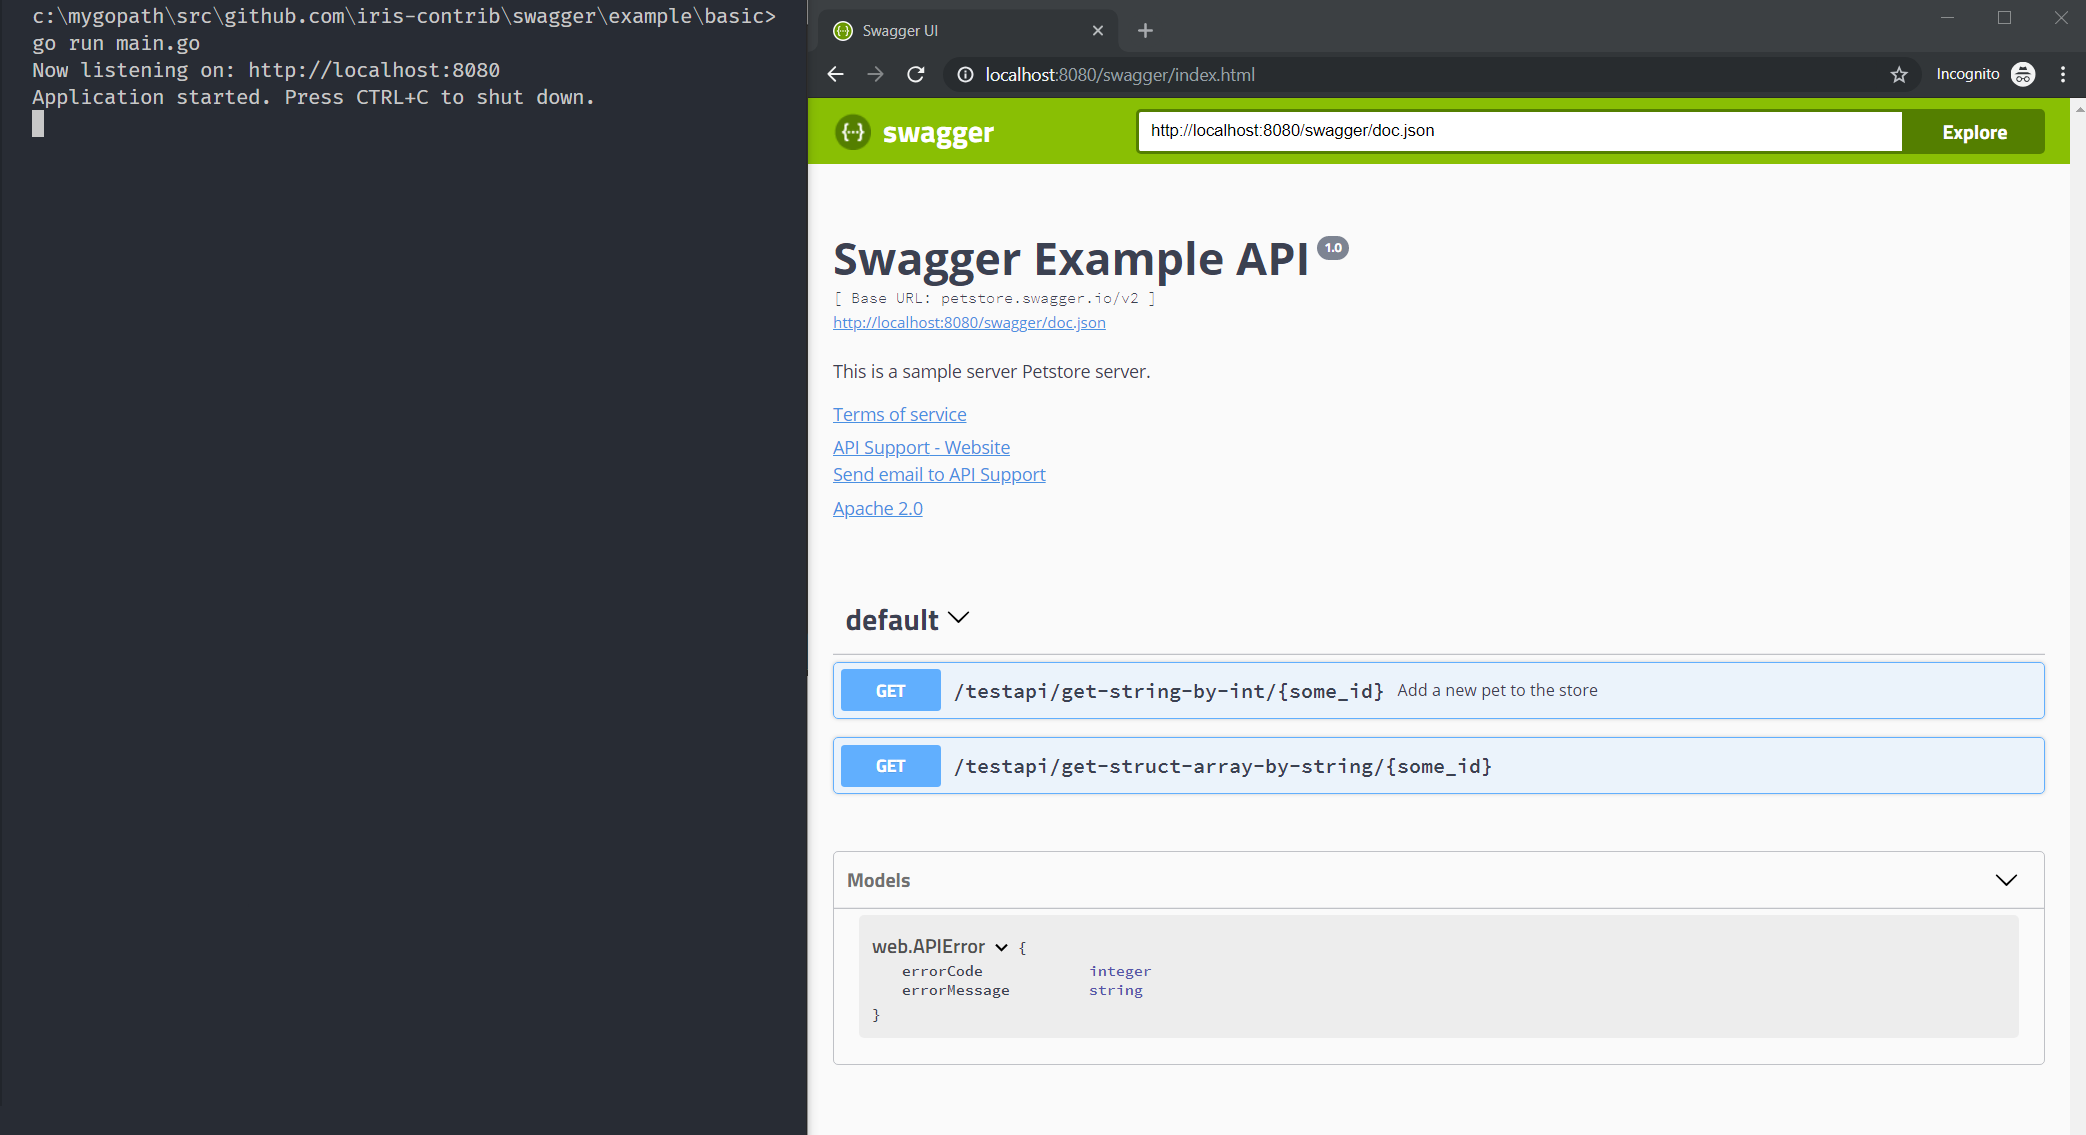 c:\mygopath\src\github.com\iris-contrib\swagger\example\basic>
go run main.go
Now listening on: http://localhost:8080
Application started. Press CTRL+C to shut down.
Swagger UI
localhost:8080/swagger/index.html
Incognito
swagger
http://localhost:8080/swagger/doc.json
Explore
Swagger Example API 1.0
[ Base URL: petstore.swagger.io/v2 ]
http://localhost:8080/swagger/doc.json
This is a sample server Petstore server.
Terms of service
API Support - Website
Send email to API Support
Apache 2.0
default
GET /testapi/get-string-by-int/{some_id} Add a new pet to the store
GET /testapi/get-struct-array-by-string/{some_id}
Models
web.APIError {
errorCode integer
errorMessage string
}